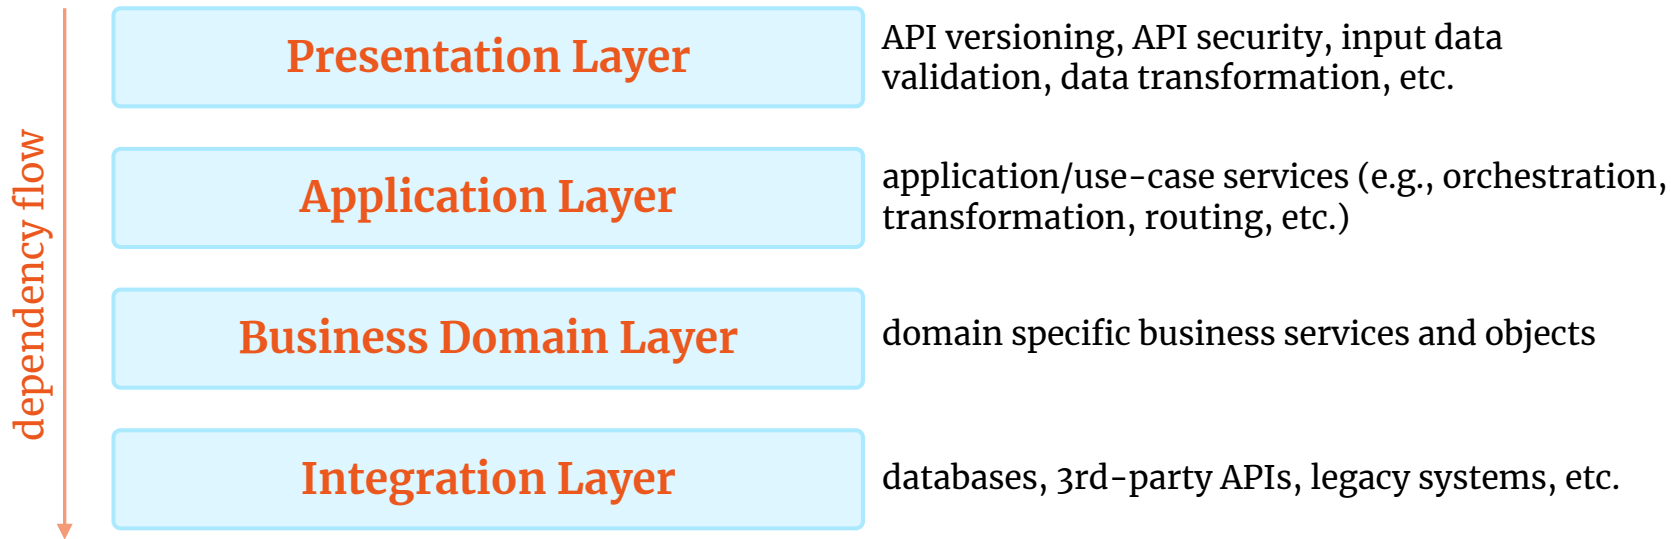 dependency flow
Presentation Layer
API versioning, API security, input data
validation, data transformation, etc.
Application Layer
application/use-case services (e.g., orchestration,
transformation, routing, etc.)
Business Domain Layer
domain specific business services and objects
Integration Layer
databases, 3rd-party APIs, legacy systems, etc.